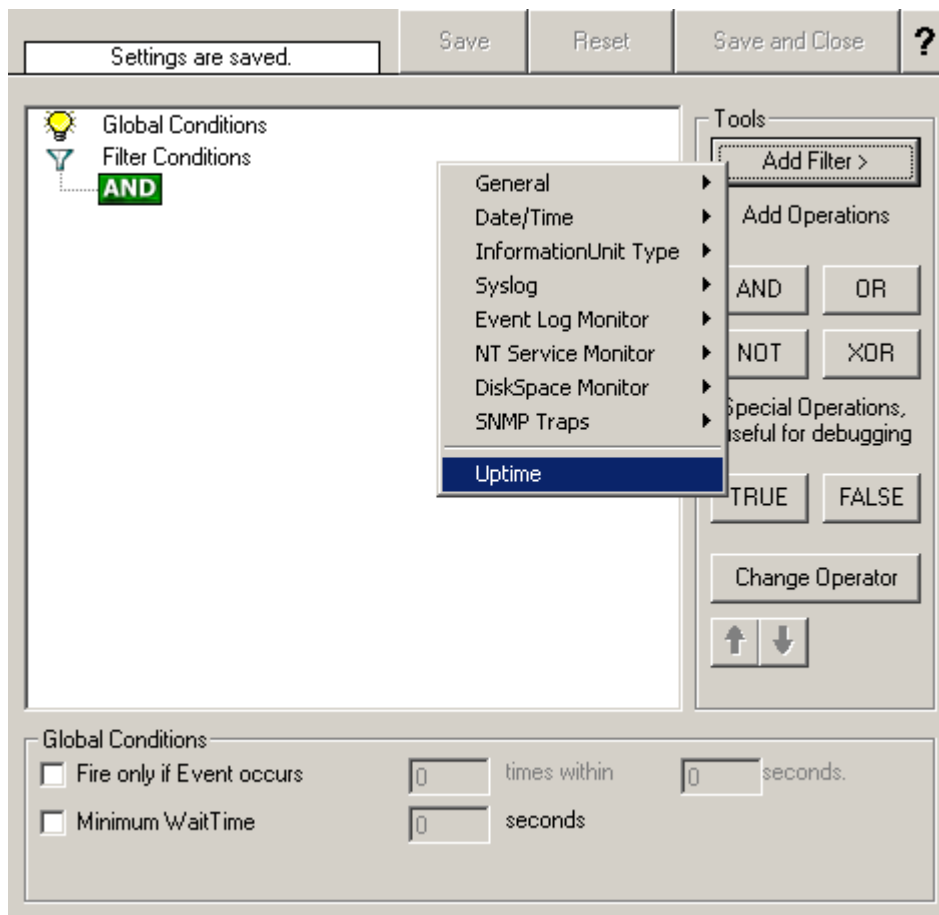 Settings are saved.
Save
Reset
Save and Close
?
Global Conditions
Filter Conditions
AND
General
Date/Time
InformationUnit Type
Syslog
Event Log Monitor
NT Service Monitor
DiskSpace Monitor
SNMP Traps
Uptime
Tools
Add Filter >
Add Operations
AND
OR
NOT
XOR
Special Operations,
useful for debugging
TRUE
FALSE
Change Operator
Global Conditions
Fire only if Event occurs 0 times within 0 seconds.
Minimum WaitTime 0 seconds